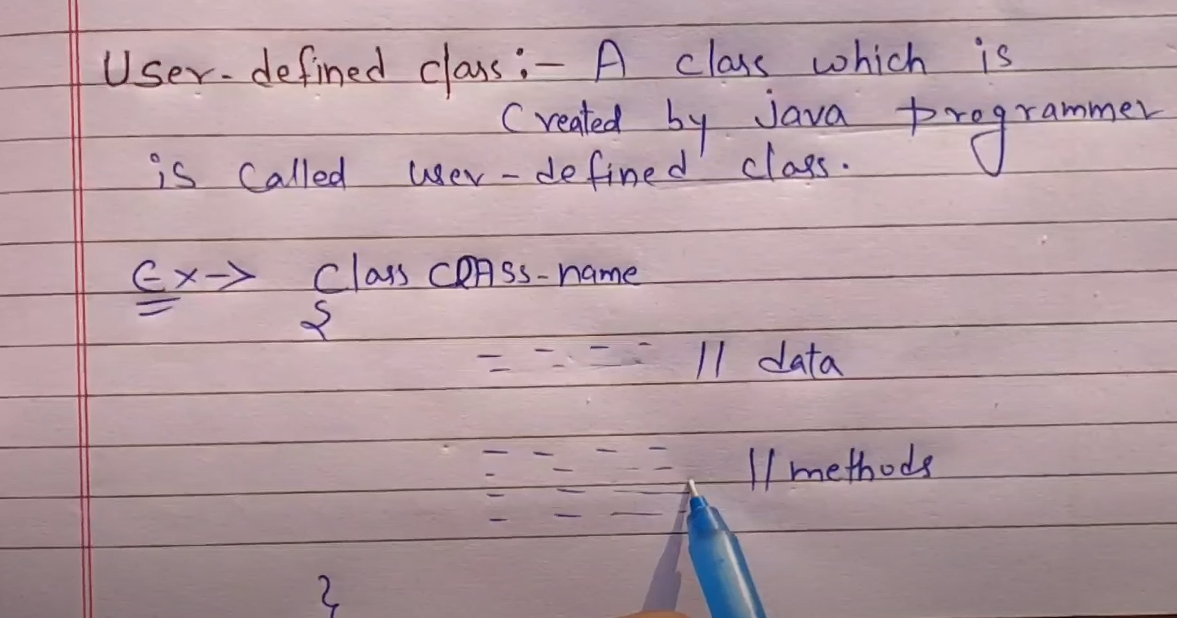 User-defined class:- A class which is
Created by Java programmer
is called user-defined class.
Ex-> Class CLASS-name
{
// data
// methods
}